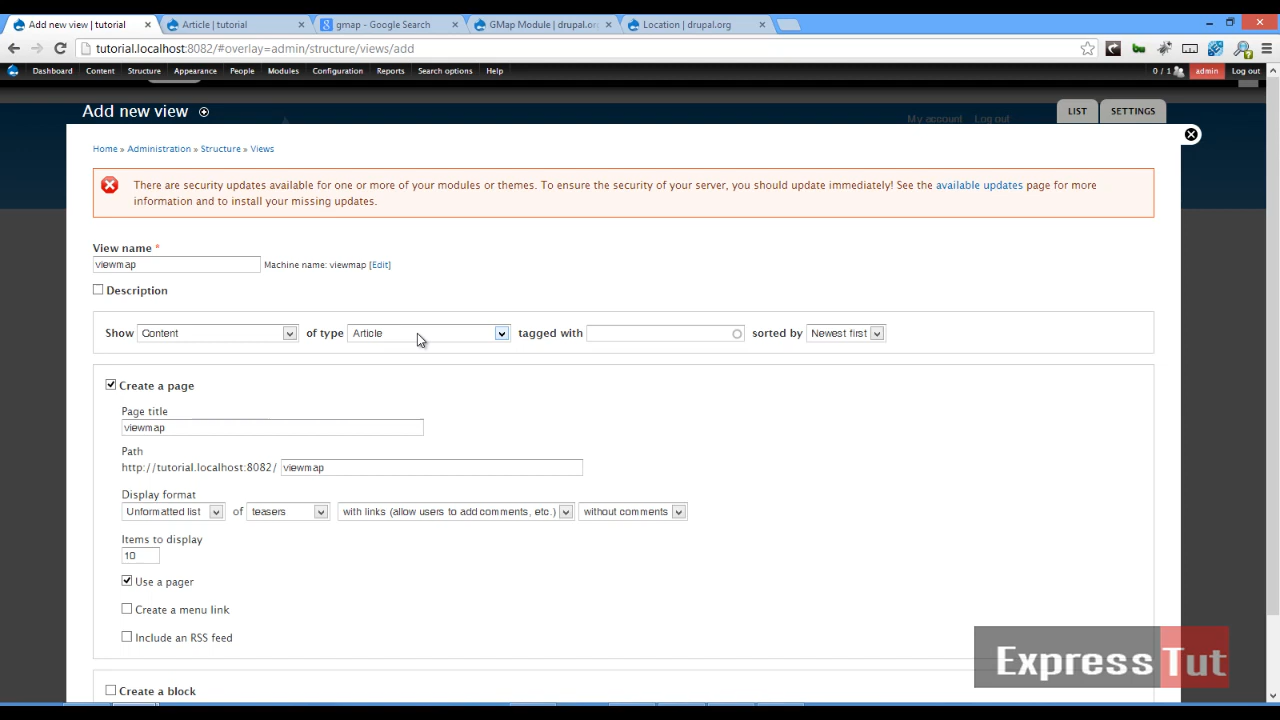 Add new view | tutorial
Article | tutorial
gmap - Google Search
GMap Module | drupal.or
Location | drupal.org
tutorial.localhost:8082/#overlay=admin/structure/views/add
Dashboard Content Structure Appearance People Modules Configuration Reports Search options Help
0 / 1 admin Log out
Add new view
My account Log out
LIST SETTINGS
Home » Administration » Structure » Views
There are security updates available for one or more of your modules or themes. To ensure the security of your server, you should update immediately! See the available updates page for more
information and to install your missing updates.
View name *
viewmap Machine name: viewmap [Edit]
Description
Show Content of type Article tagged with sorted by Newest first
Create a page
Page title
viewmap
Path
http://tutorial.localhost:8082/ viewmap
Display format
Unformatted list of teasers with links (allow users to add comments, etc.) without comments
Items to display
10
Use a pager
Create a menu link
Include an RSS feed
Create a block
Express Tut